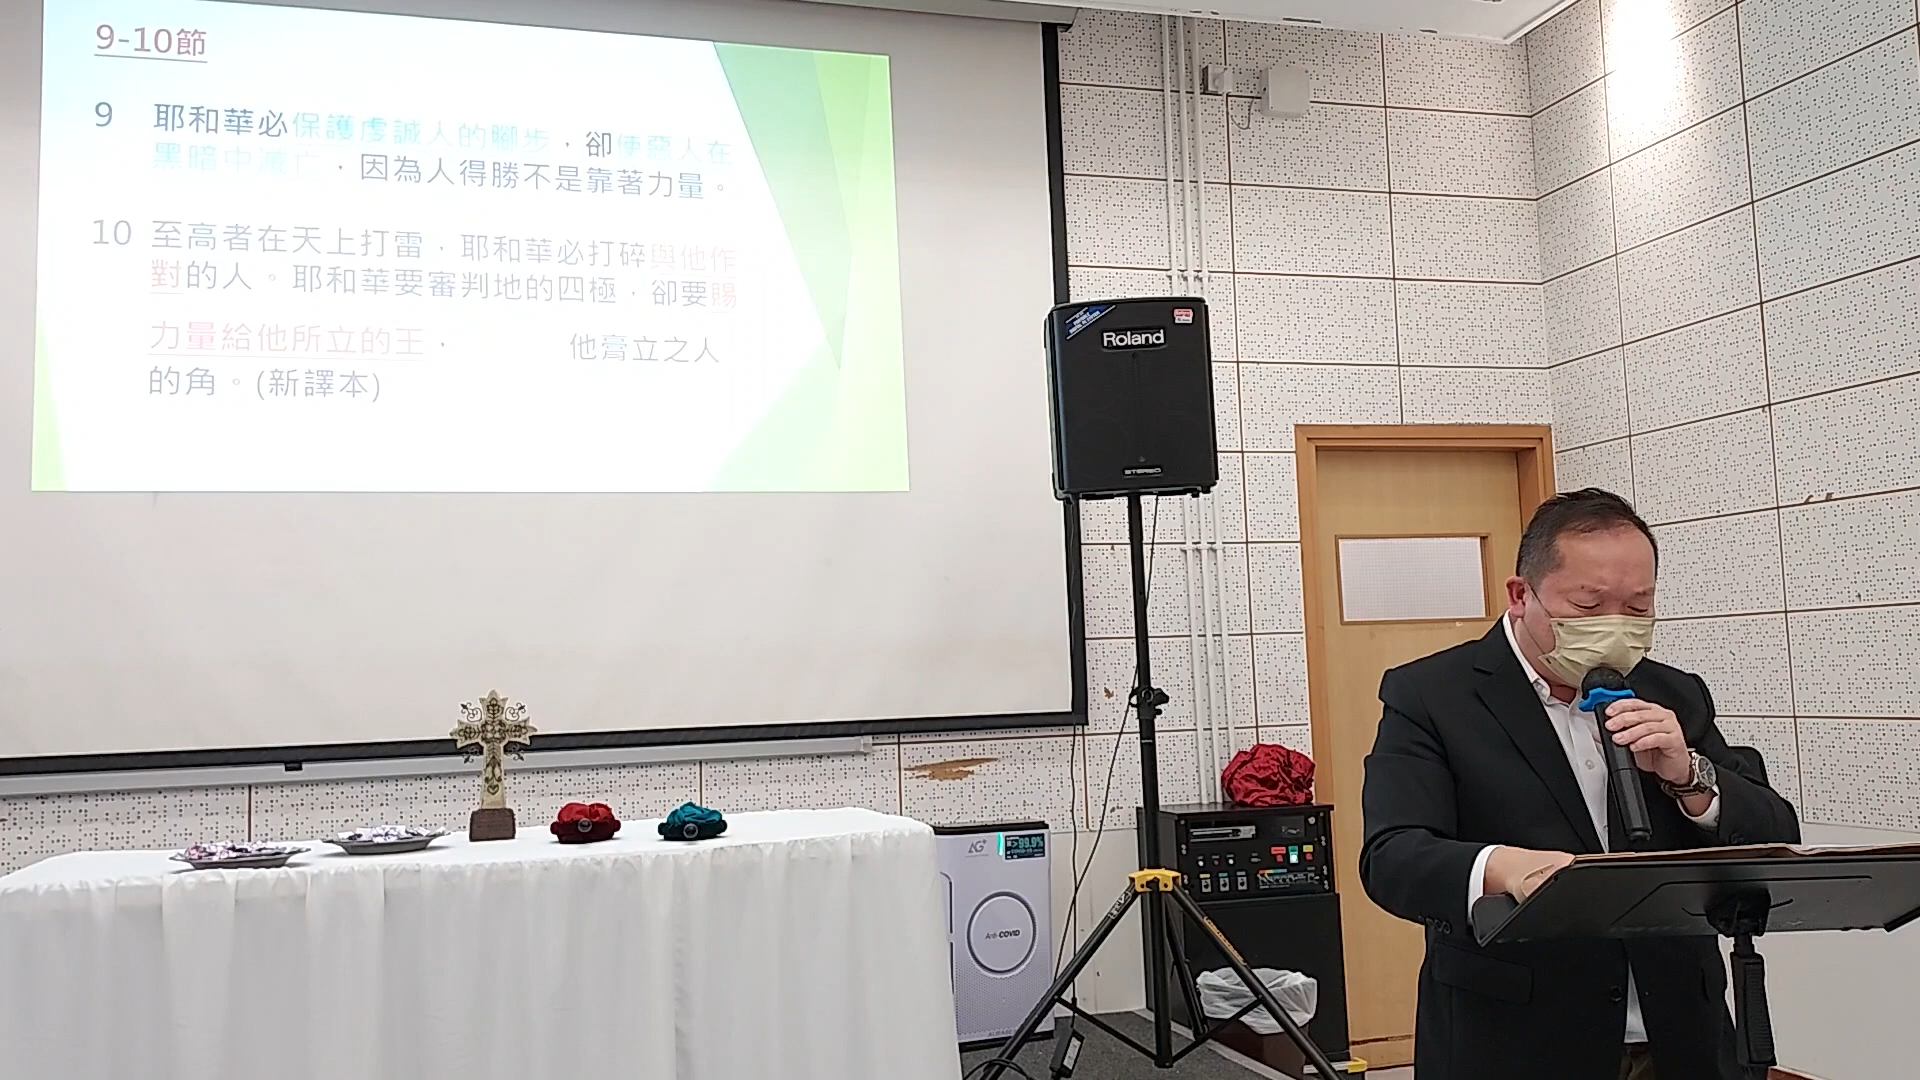 9-10節
9 耶和華必保護虔誠人的腳步，卻使惡人在
黑暗中滅亡，因為人得勝不是靠著力量。
10 至高者在天上打雷，耶和華必打碎與他作
對的人。耶和華要審判地的四極，卻要賜
力量給他所立的王， 他膏立之人
的角。(新譯本)
Roland
STEREO
AG+
>99.9%
Anti-COVID